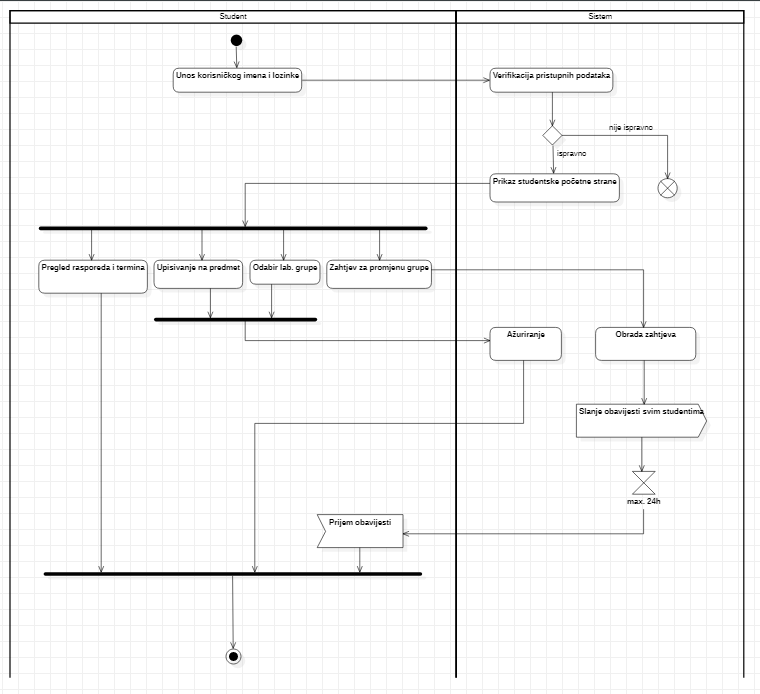 Student
Sistem
Unos korisničkog imena i lozinke
Verifikacija pristupnih podataka
nije ispravno
ispravno
Prikaz studentske početne strane
Pregled rasporeda i termina
Upisivanje na predmet
Odabir lab. grupe
Zahtjev za promjenu grupe
Ažuriranje
Obrada zahtjeva
Slanje obavijesti svim studentima
max. 24h
Prijem obavijesti